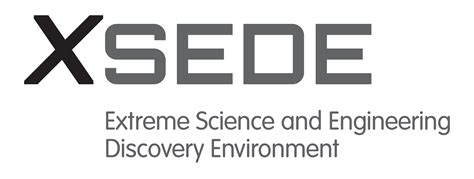 XSEDE
Extreme Science and Engineering
Discovery Environment